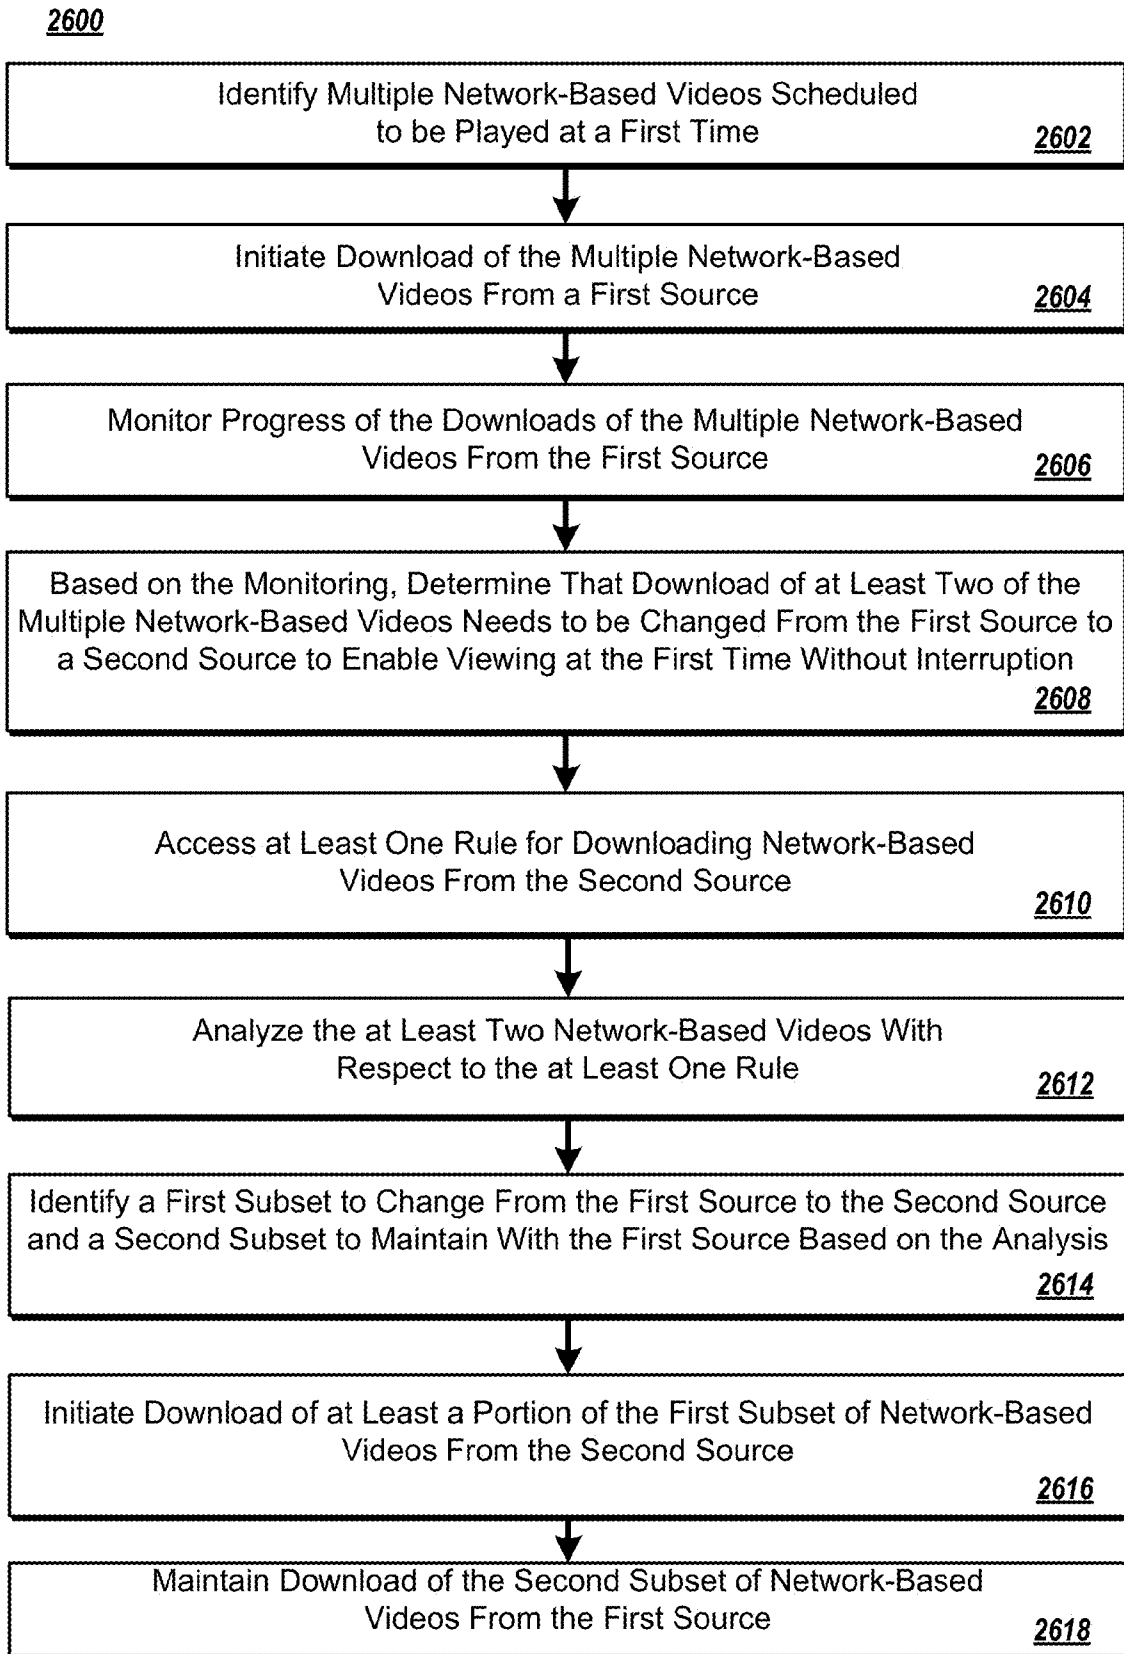 2600
Identify Multiple Network-Based Videos Scheduled
to be Played at a First Time
2602
Initiate Download of the Multiple Network-Based
Videos From a First Source
2604
Monitor Progress of the Downloads of the Multiple Network-Based
Videos From the First Source
2606
Based on the Monitoring, Determine That Download of at Least Two of the
Multiple Network-Based Videos Needs to be Changed From the First Source to
a Second Source to Enable Viewing at the First Time Without Interruption
2608
Access at Least One Rule for Downloading Network-Based
Videos From the Second Source
2610
Analyze the at Least Two Network-Based Videos With
Respect to the at Least One Rule
2612
Identify a First Subset to Change From the First Source to the Second Source
and a Second Subset to Maintain With the First Source Based on the Analysis
2614
Initiate Download of at Least a Portion of the First Subset of Network-Based
Videos From the Second Source
2616
Maintain Download of the Second Subset of Network-Based
Videos From the First Source
2618